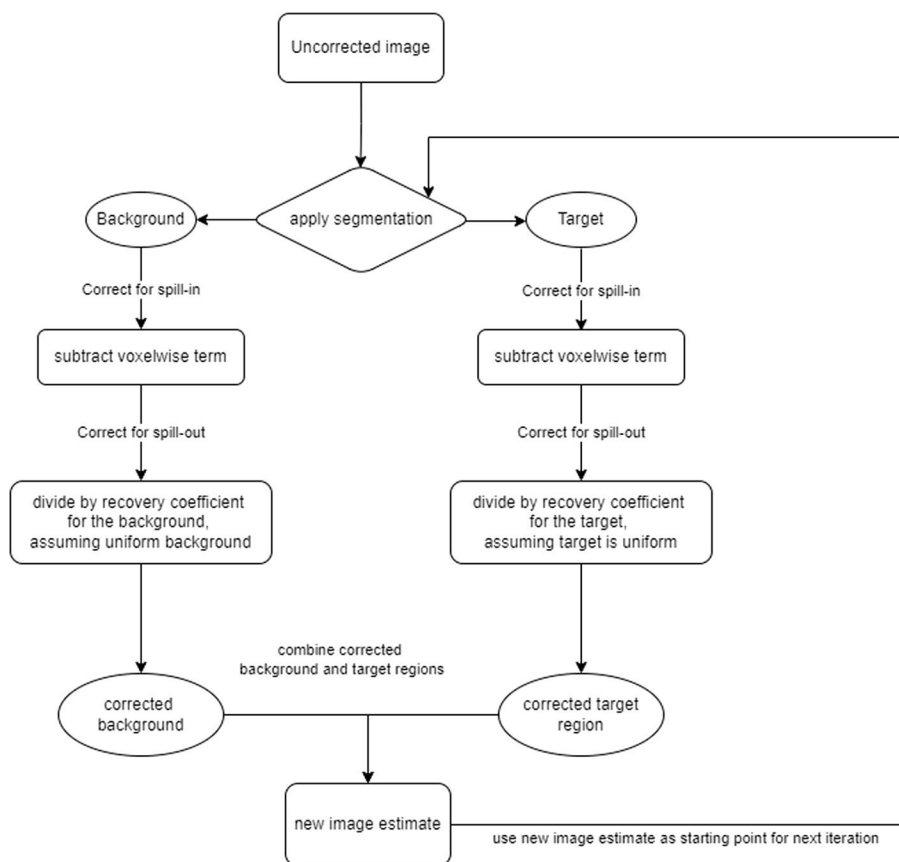 Uncorrected image
apply segmentation
Background
Target
Correct for spill-in
Correct for spill-in
subtract voxelwise term
subtract voxelwise term
Correct for spill-out
Correct for spill-out
divide by recovery coefficient
for the background,
assuming uniform background
divide by recovery coefficient
for the target,
assuming target is uniform
combine corrected
background and target regions
corrected
background
corrected target
region
new image estimate
use new image estimate as starting point for next iteration